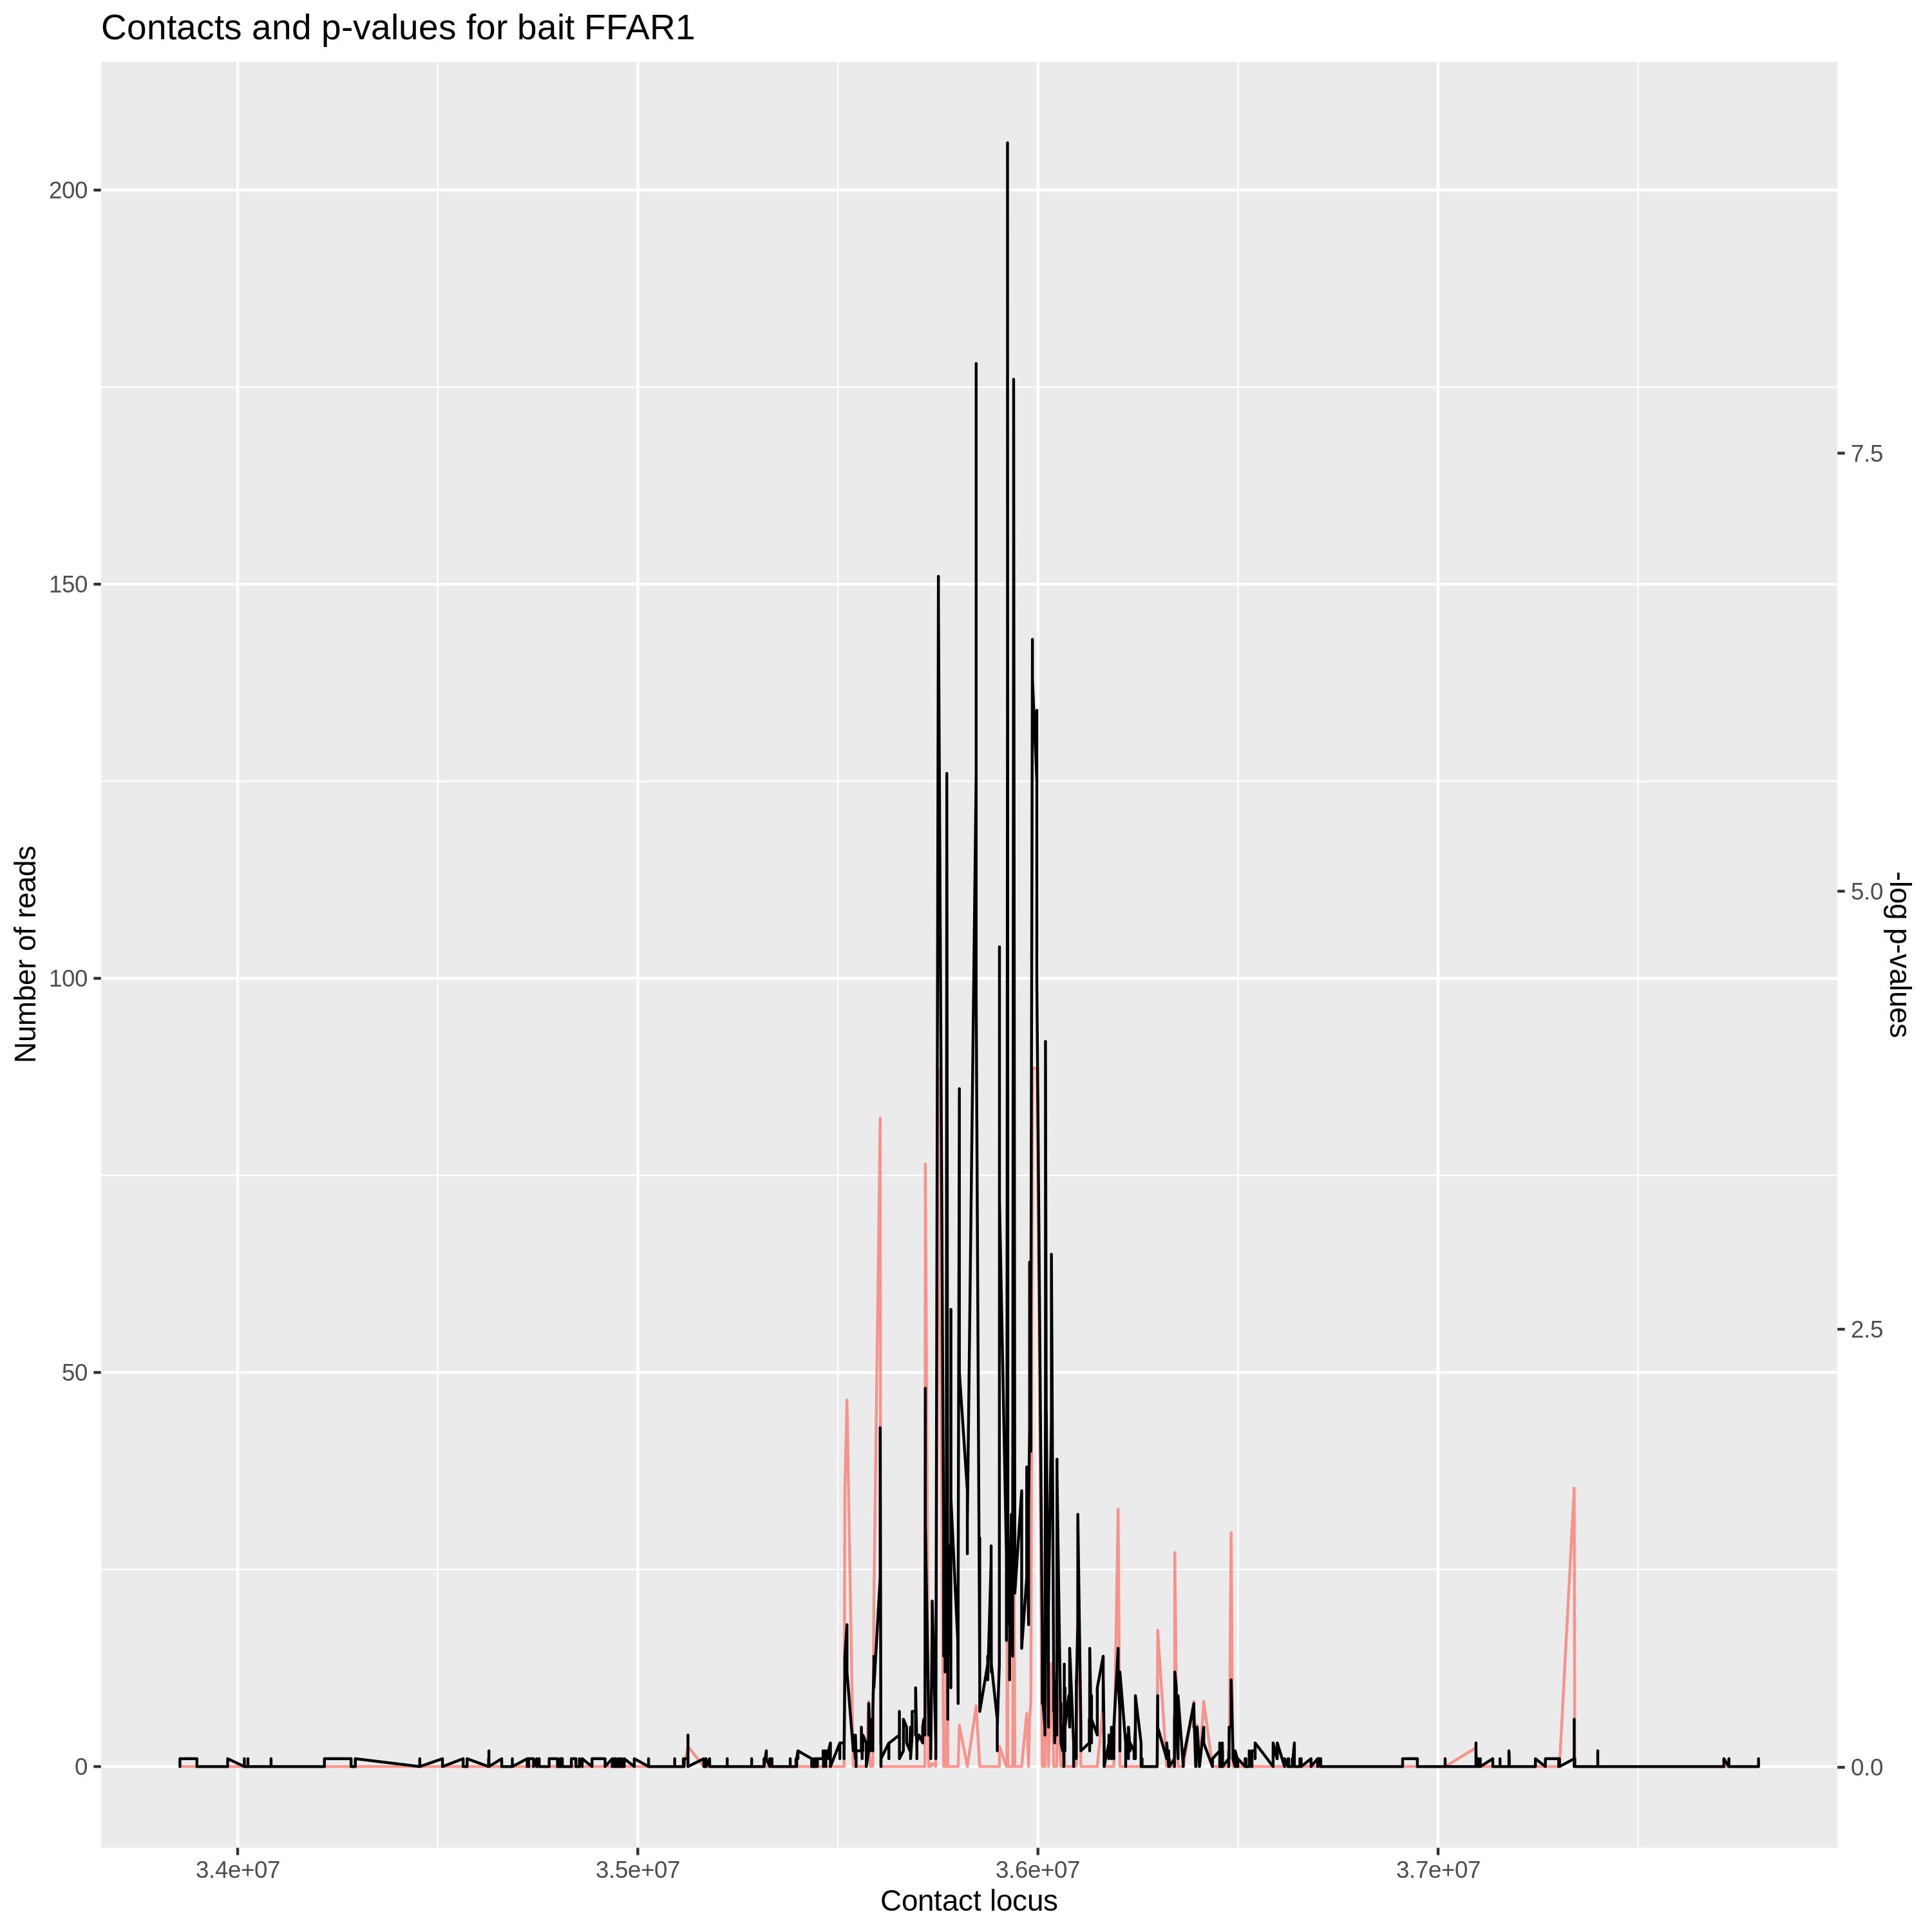 Contacts and p-values for bait FFAR1
200
150
100
50
0
Number of reads
7.5
5.0
2.5
0.0
-log p-values
3.4e+07 3.5e+07 3.6e+07 3.7e+07
Contact locus